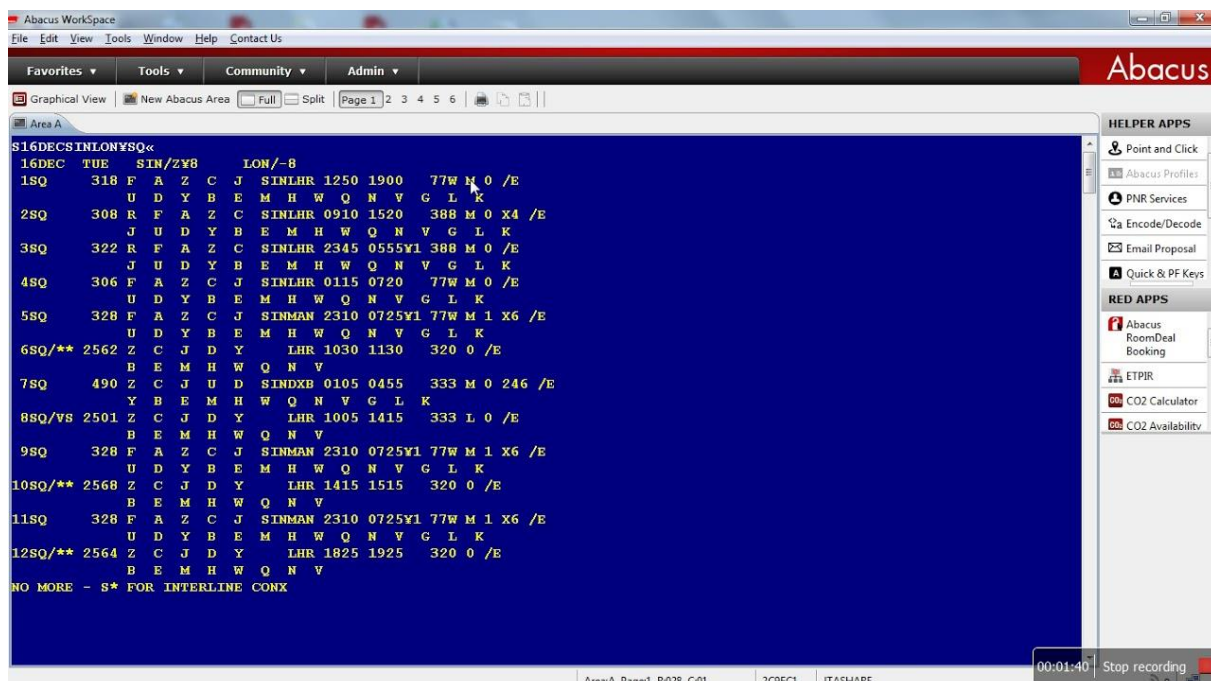 Abacus WorkSpace
File Edit View Tools Window Help Contact Us
Favorites ▼ Tools ▼ Community ▼ Admin ▼
Abacus
Graphical View New Abacus Area Full Split Page 1 2 3 4 5 6
Area A
S16DECSINLON¥SQ«
16DEC TUE SIN/Z¥8 LON/-8
1SQ 318 F A Z C J SINLHR 1250 1900 77W M 0 /E
U D Y B E M H W Q N V G L K
2SQ 308 R F A Z C SINLHR 0910 1520 388 M 0 X4 /E
J U D Y B E M H W Q N V G L K
3SQ 322 R F A Z C SINLHR 2345 0555¥1 388 M 0 /E
J U D Y B E M H W Q N V G L K
4SQ 306 F A Z C J SINLHR 0115 0720 77W M 0 /E
U D Y B E M H W Q N V G L K
5SQ 328 F A Z C J SINMAN 2310 0725¥1 77W M 1 X6 /E
U D Y B E M H W Q N V G L K
6SQ/** 2562 Z C J D Y LHR 1030 1130 320 0 /E
B E M H W Q N V
7SQ 490 Z C J U D SINDXB 0105 0455 333 M 0 246 /E
Y B E M H W Q N V G L K
8SQ/VS 2501 Z C J D Y LHR 1005 1415 333 L 0 /E
B E M H W Q N V
9SQ 328 F A Z C J SINMAN 2310 0725¥1 77W M 1 X6 /E
U D Y B E M H W Q N V G L K
10SQ/** 2568 Z C J D Y LHR 1415 1515 320 0 /E
B E M H W Q N V
11SQ 328 F A Z C J SINMAN 2310 0725¥1 77W M 1 X6 /E
U D Y B E M H W Q N V G L K
12SQ/** 2564 Z C J D Y LHR 1825 1925 320 0 /E
B E M H W Q N V
NO MORE - S* FOR INTERLINE CONX
HELPER APPS
Point and Click
Abacus Profiles
PNR Services
Encode/Decode
Email Proposal
Quick & PF Keys
RED APPS
Abacus
RoomDeal
Booking
ETPIR
CO2 Calculator
CO2 Availability
00:01:40 Stop recording